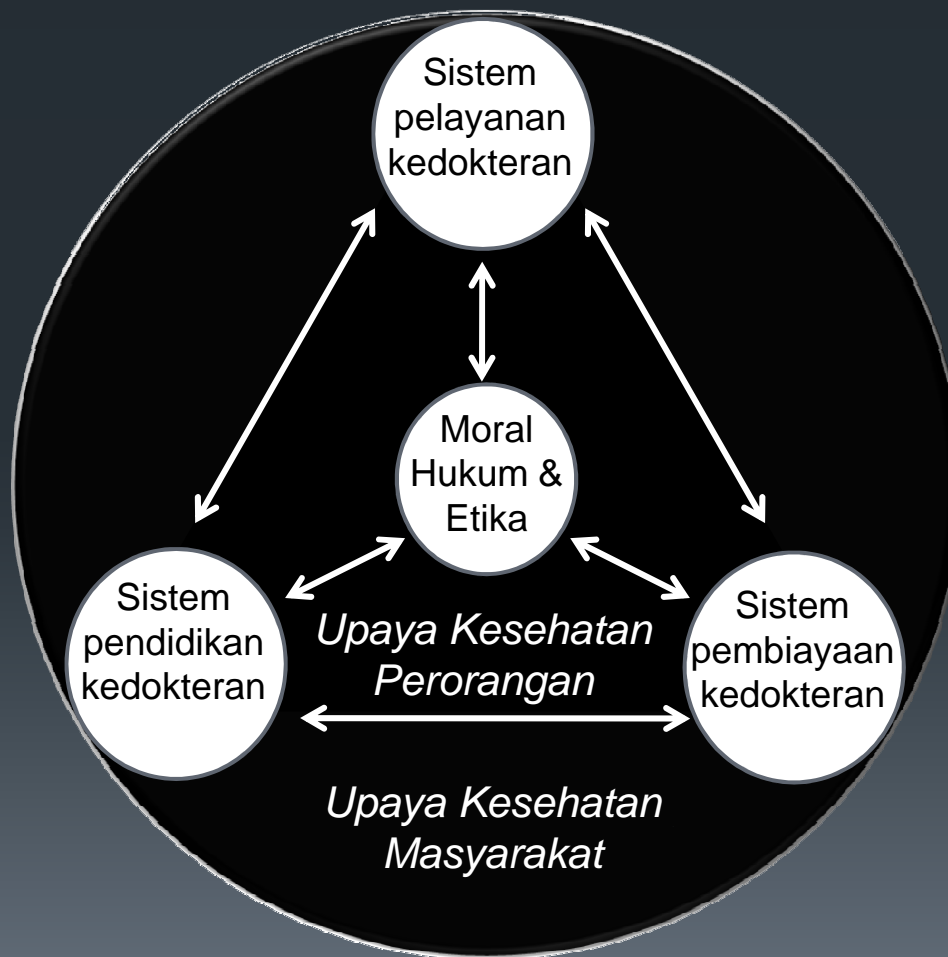 Sistem
pelayanan
kedokteran
Moral
Hukum &
Etika
Sistem
pendidikan
kedokteran
Upaya Kesehatan
Perorangan
Sistem
pembiayaan
kedokteran
Upaya Kesehatan
Masyarakat